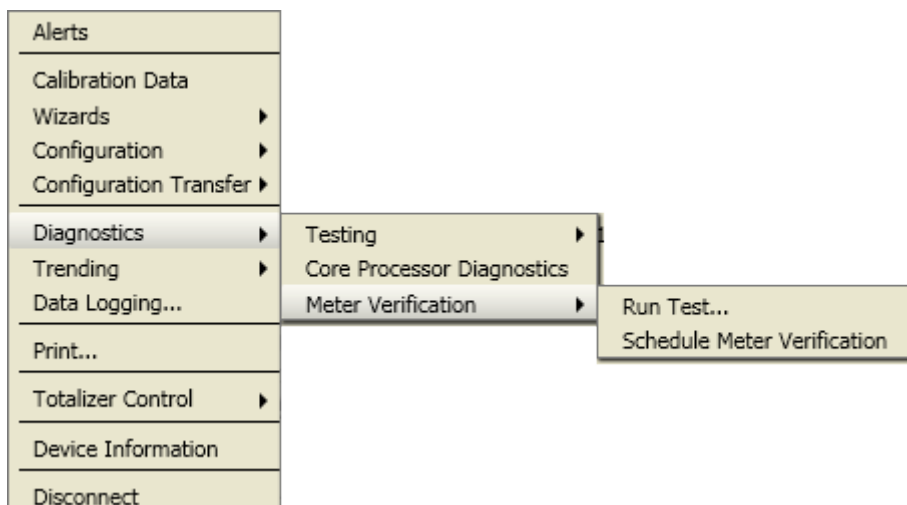 Alerts
Calibration Data
Wizards
Configuration
Configuration Transfer
Diagnostics
Trending
Data Logging...
Print...
Totalizer Control
Device Information
Disconnect
Testing
Core Processor Diagnostics
Meter Verification
Run Test...
Schedule Meter Verification